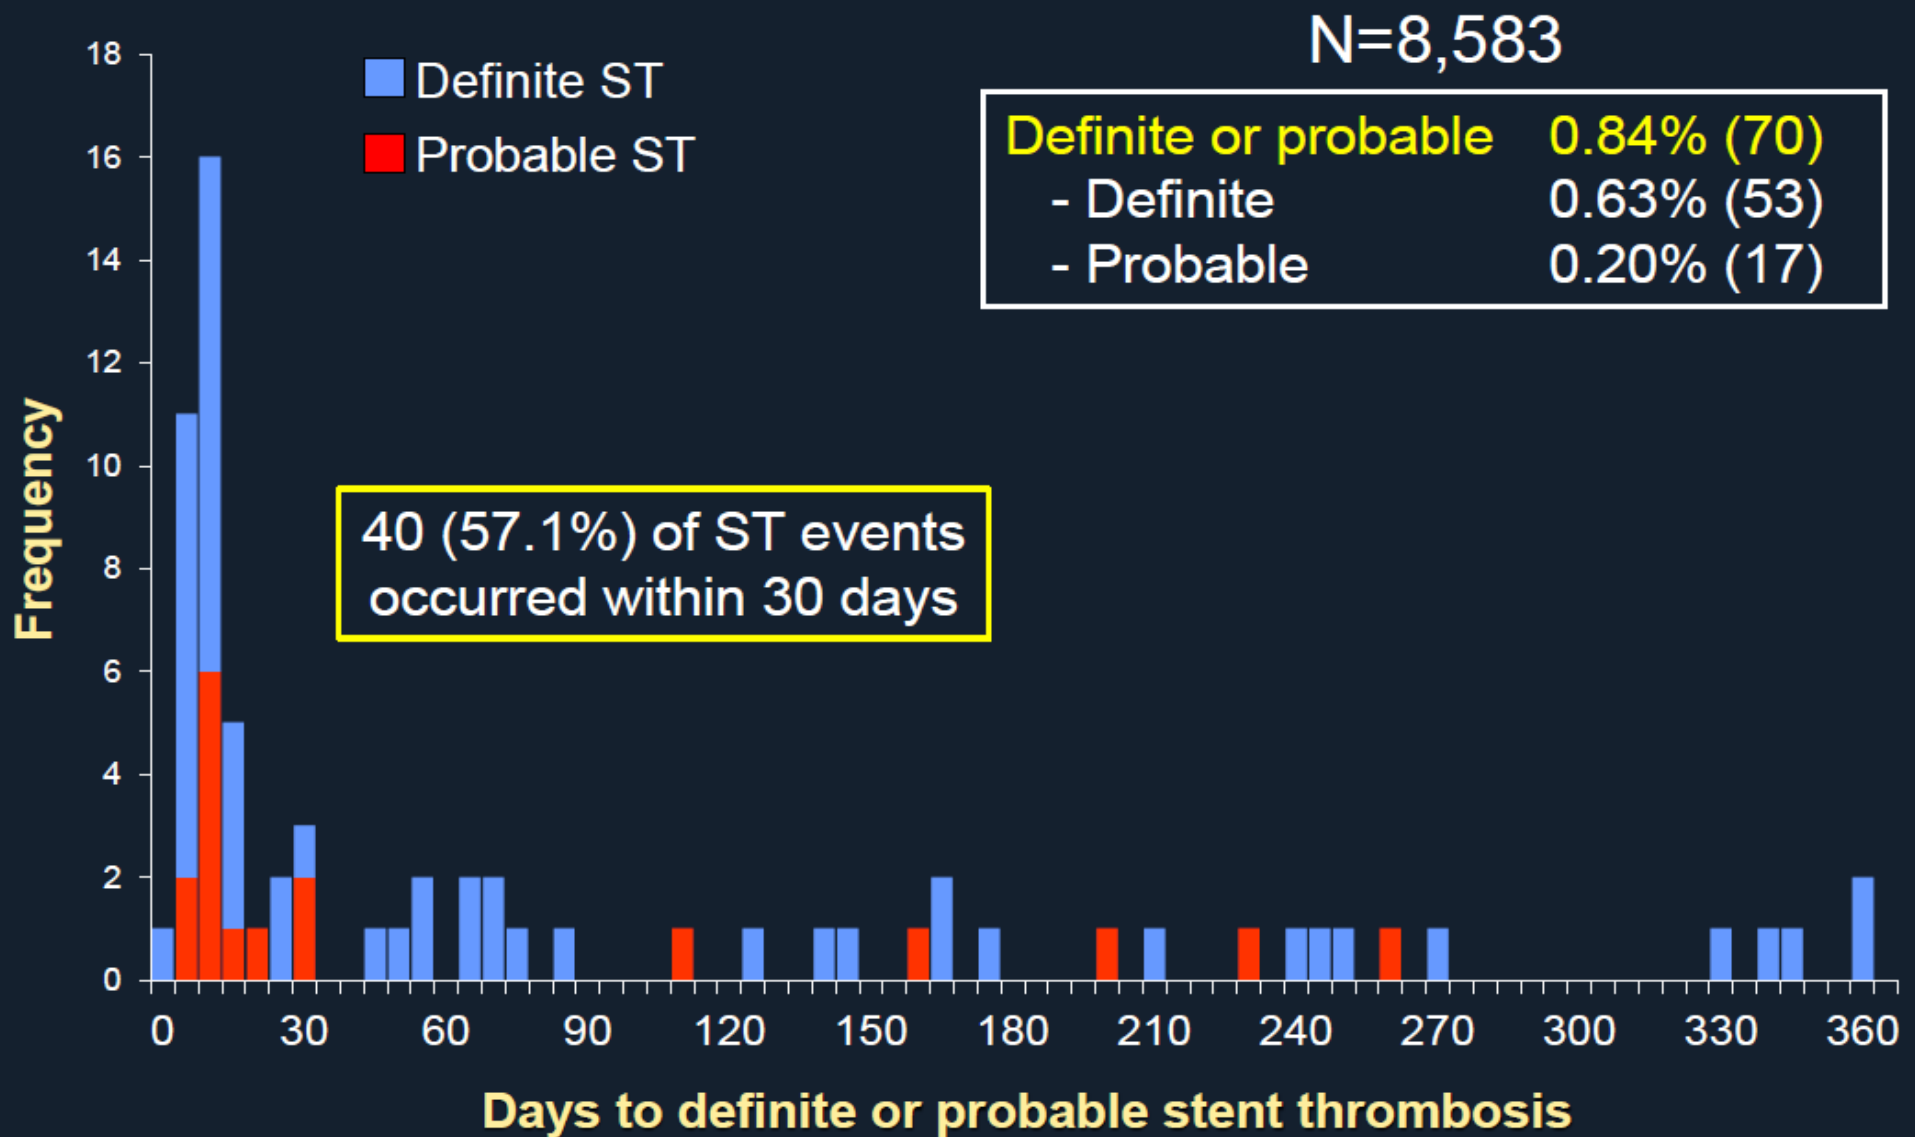 N=8,583
Definite ST
Probable ST
Definite or probable 0.84% (70)
- Definite 0.63% (53)
- Probable 0.20% (17)
40 (57.1%) of ST events
occurred within 30 days
Frequency
18
16
14
12
10
8
6
4
2
0
0 30 60 90 120 150 180 210 240 270 300 330 360
Days to definite or probable stent thrombosis